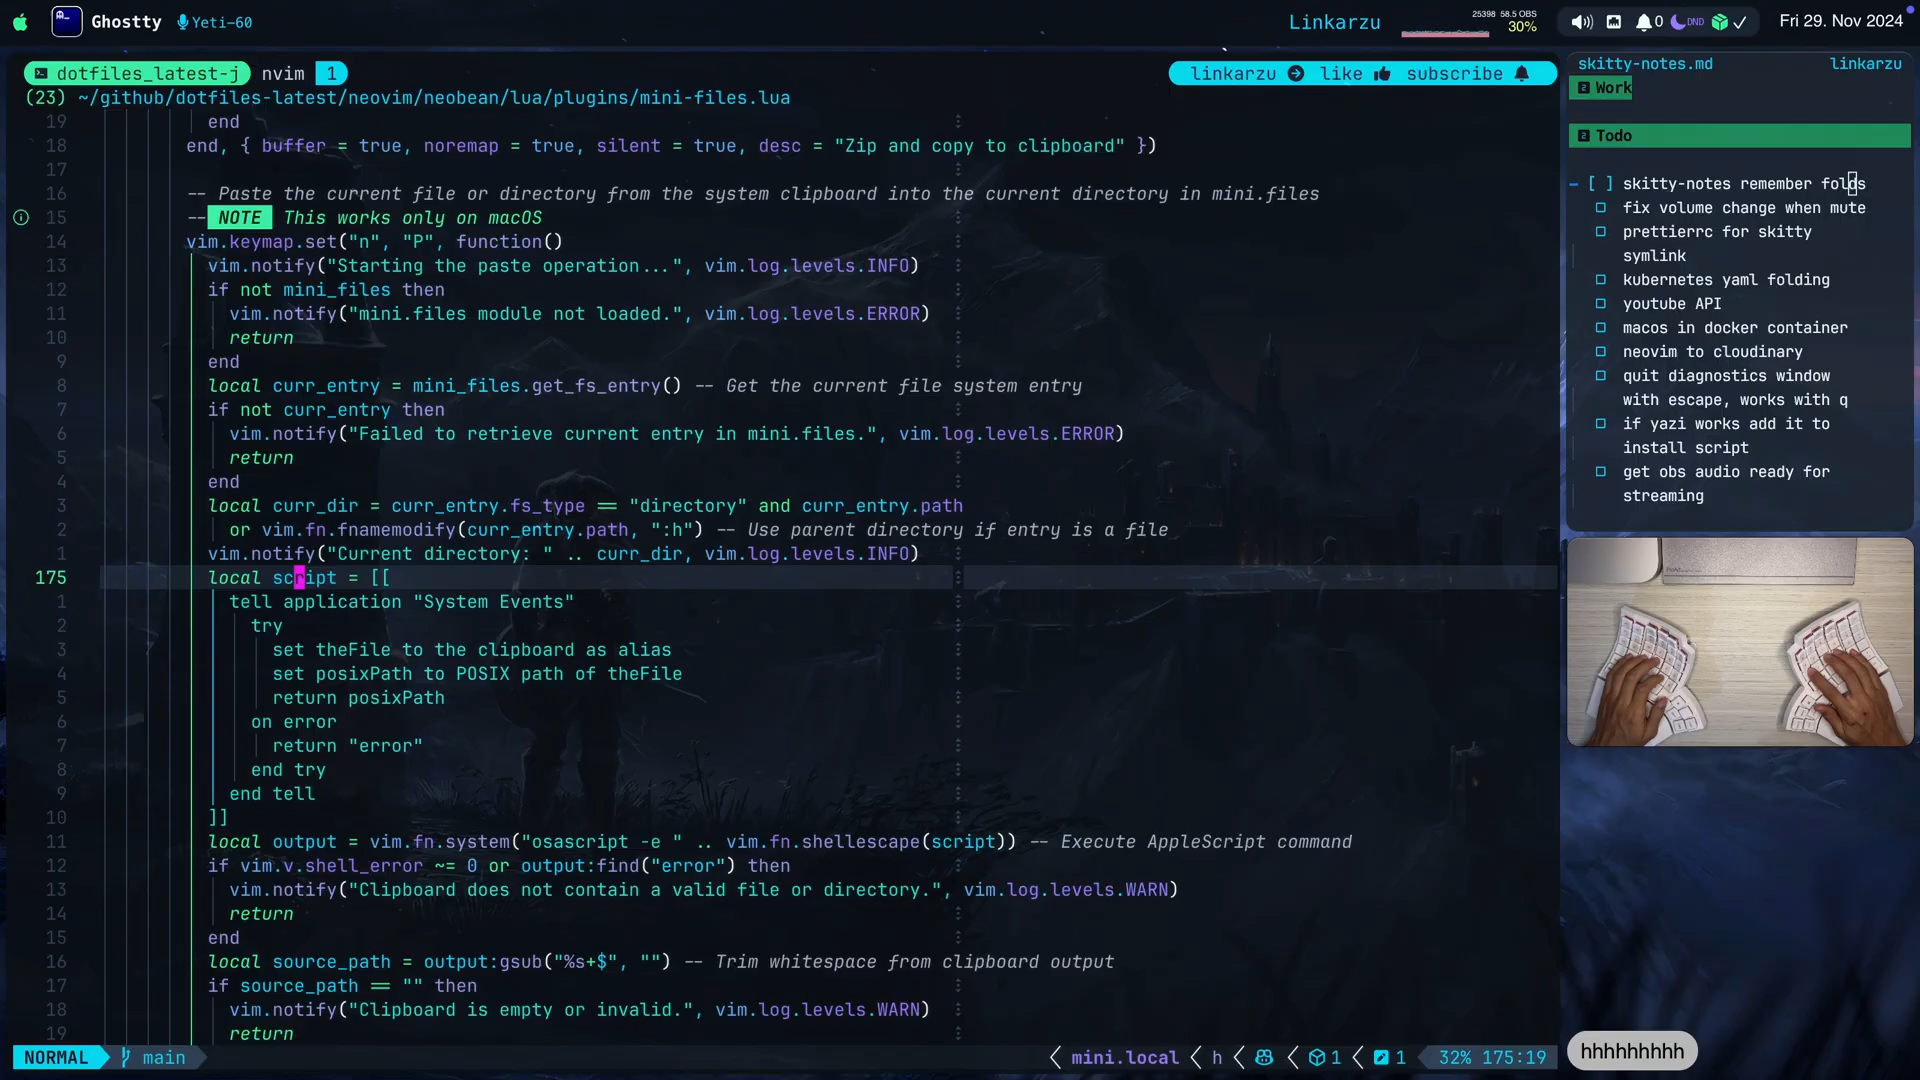 Ghostty Yeti-60 Linkarzu 25398 58.5 OBS 30% 0 DND Fri 29. Nov 2024
dotfiles_latest-j nvim 1 linkarzu like subscribe
(23) ~/github/dotfiles-latest/neovim/neobean/lua/plugins/mini-files.lua
19 end
18 end, { buffer = true, noremap = true, silent = true, desc = "Zip and copy to clipboard" })
17
16 -- Paste the current file or directory from the system clipboard into the current directory in mini.files
15 -- NOTE This works only on macOS
14 vim.keymap.set("n", "P", function()
13 vim.notify("Starting the paste operation...", vim.log.levels.INFO)
12 if not mini_files then
11 vim.notify("mini.files module not loaded.", vim.log.levels.ERROR)
10 return
9 end
8 local curr_entry = mini_files.get_fs_entry() -- Get the current file system entry
7 if not curr_entry then
6 vim.notify("Failed to retrieve current entry in mini.files.", vim.log.levels.ERROR)
5 return
4 end
3 local curr_dir = curr_entry.fs_type == "directory" and curr_entry.path
2 or vim.fn.fnamemodify(curr_entry.path, ":h") -- Use parent directory if entry is a file
1 vim.notify("Current directory: " .. curr_dir, vim.log.levels.INFO)
175 local script = [[
1 tell application "System Events"
2 try
3 set theFile to the clipboard as alias
4 set posixPath to POSIX path of theFile
5 return posixPath
6 on error
7 return "error"
8 end try
9 end tell
10 ]]
11 local output = vim.fn.system("osascript -e " .. vim.fn.shellescape(script)) -- Execute AppleScript command
12 if vim.v.shell_error ~= 0 or output:find("error") then
13 vim.notify("Clipboard does not contain a valid file or directory.", vim.log.levels.WARN)
14 return
15 end
16 local source_path = output:gsub("%s+$", "") -- Trim whitespace from clipboard output
17 if source_path == "" then
18 vim.notify("Clipboard is empty or invalid.", vim.log.levels.WARN)
19 return
NORMAL main mini.local h 1 1 32% 175:19
skitty-notes.md linkarzu
2 Work
2 Todo
- [ ] skitty-notes remember folds
fix volume change when mute
prettierrc for skitty
symlink
kubernetes yaml folding
youtube API
macos in docker container
neovim to cloudinary
quit diagnostics window
with escape, works with q
if yazi works add it to
install script
get obs audio ready for
streaming
hhhhhhhhh